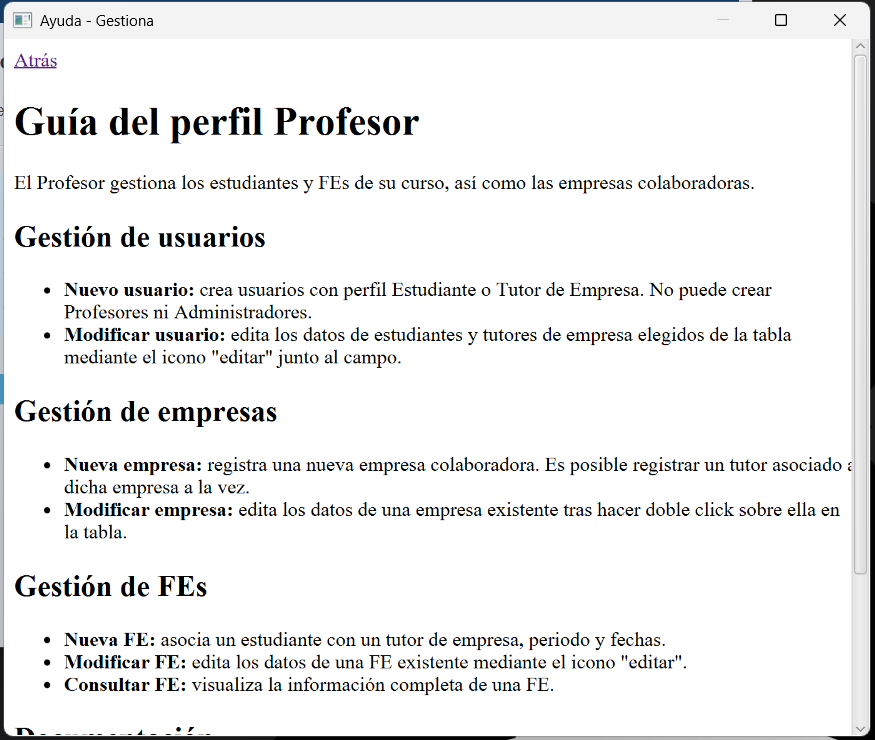 Ayuda - Gestiona
Atrás
Guía del perfil Profesor
El Profesor gestiona los estudiantes y FEs de su curso, así como las empresas colaboradoras.
Gestión de usuarios
Nuevo usuario: crea usuarios con perfil Estudiante o Tutor de Empresa. No puede crear
Profesores ni Administradores.
Modificar usuario: edita los datos de estudiantes y tutores de empresa elegidos de la tabla
mediante el icono "editar" junto al campo.
Gestión de empresas
Nueva empresa: registra una nueva empresa colaboradora. Es posible registrar un tutor asociado a
dicha empresa a la vez.
Modificar empresa: edita los datos de una empresa existente tras hacer doble click sobre ella en
la tabla.
Gestión de FEs
Nueva FE: asocia un estudiante con un tutor de empresa, periodo y fechas.
Modificar FE: edita los datos de una FE existente mediante el icono "editar".
Consultar FE: visualiza la información completa de una FE.
Documentación